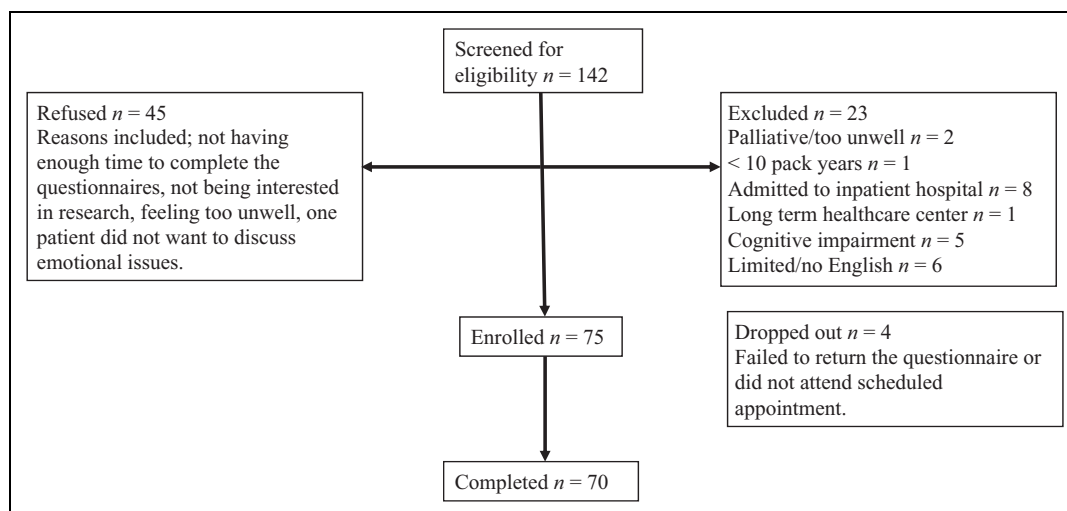 Screened for
eligibility n = 142
Refused n = 45
Reasons included; not having
enough time to complete the
questionnaires, not being interested
in research, feeling too unwell, one
patient did not want to discuss
emotional issues.
Excluded n = 23
Palliative/too unwell n = 2
< 10 pack years n = 1
Admitted to inpatient hospital n = 8
Long term healthcare center n = 1
Cognitive impairment n = 5
Limited/no English n = 6
Enrolled n = 75
Dropped out n = 4
Failed to return the questionnaire or
did not attend scheduled
appointment.
Completed n = 70